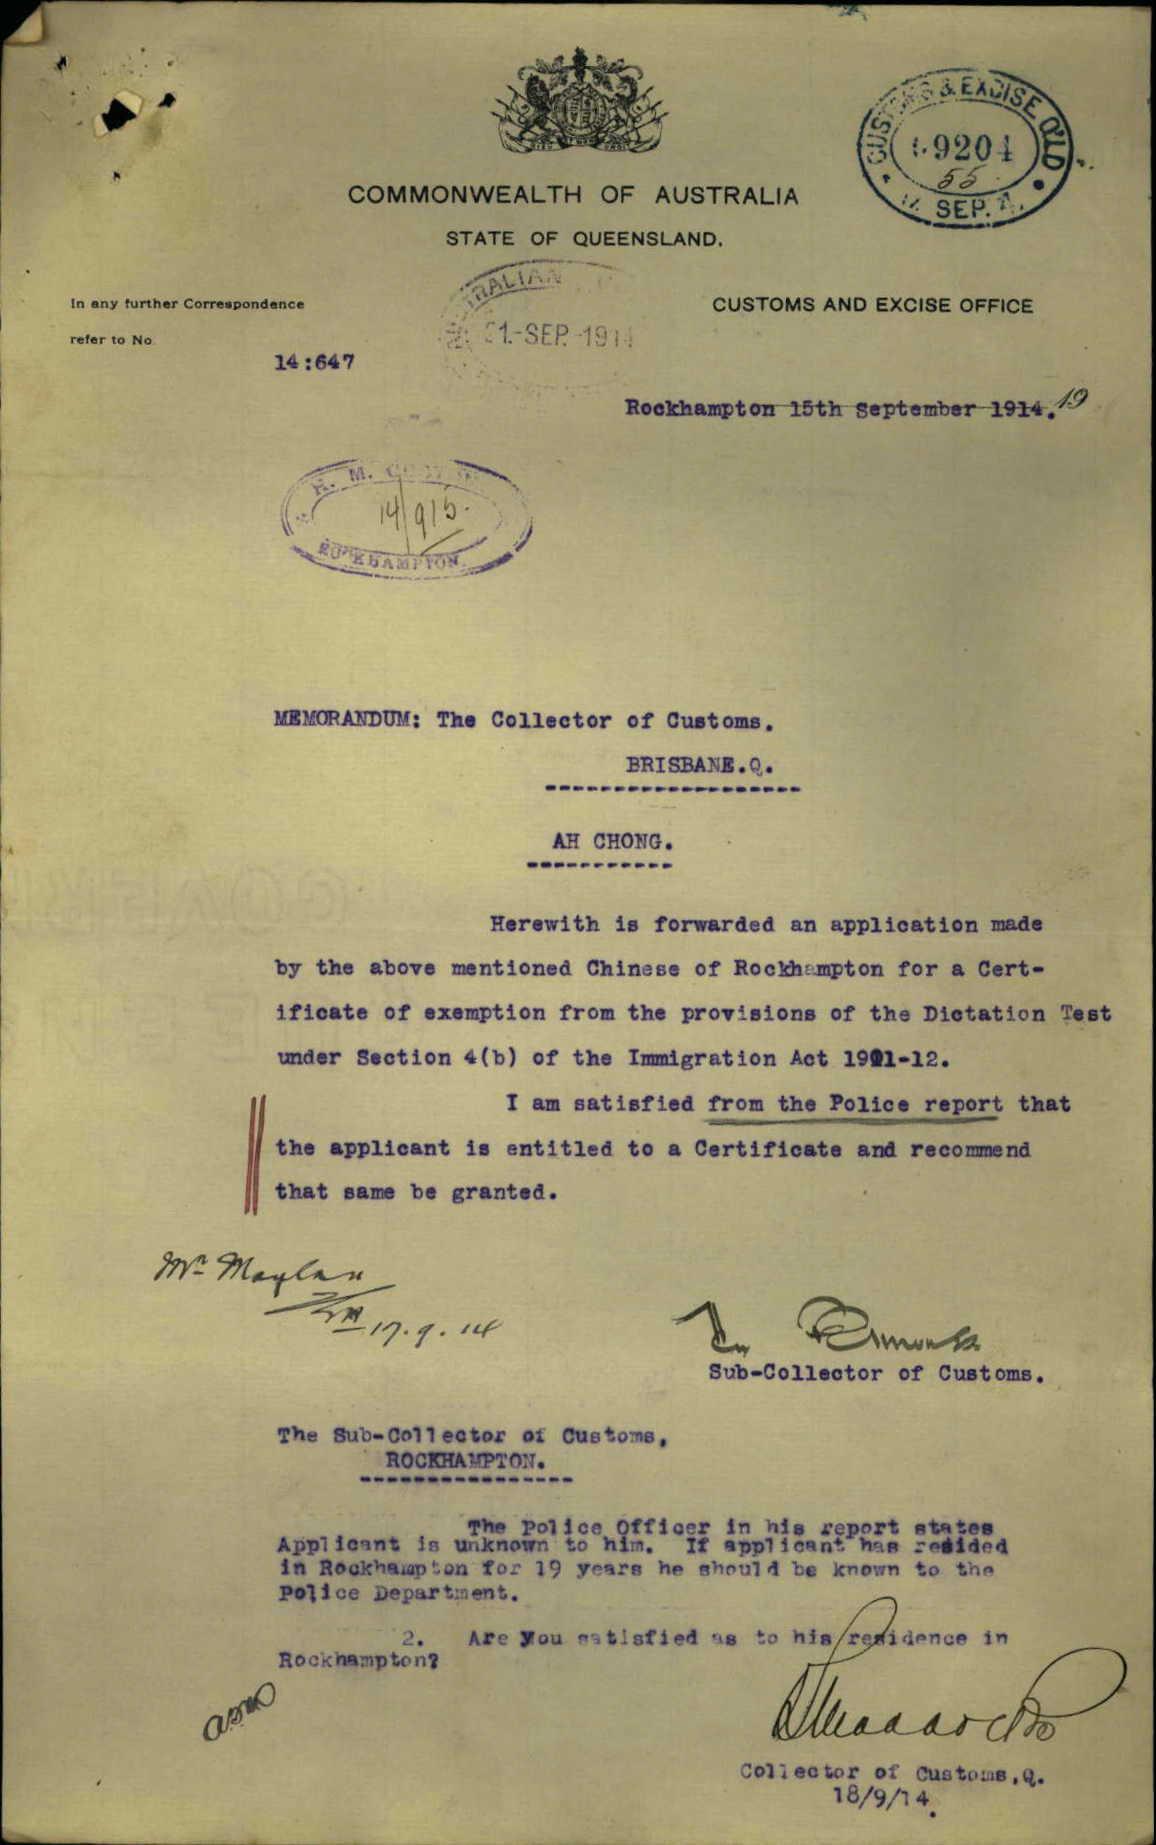 CUSTOMS & EXCISE Q'LD
9204
55
SEP.
COMMONWEALTH OF AUSTRALIA
STATE OF QUEENSLAND.
In any further Correspondence
CUSTOMS AND EXCISE OFFICE
refer to No.
14:647
21.-SEP.-1914
Rockhampton 15th September 1914. 19
H. M.
14/915.
ROCKHAMPTON.
MEMORANDUM: The Collector of Customs.
BRISBANE.Q.
AH CHONG.
Herewith is forwarded an application made
by the above mentioned Chinese of Rockhampton for a Cert-
ificate of exemption from the provisions of the Dictation Test
under Section 4(b) of the Immigration Act 1901-12.
I am satisfied from the Police report that
the applicant is entitled to a Certificate and recommend
that same be granted.
Mr Moylan
17.9.14
Sub-Collector of Customs.
The Sub-Collector of Customs,
ROCKHAMPTON.
The Police Officer in his report states
Applicant is unknown to him. If applicant has resided
in Rockhampton for 19 years he should be known to the
Police Department.
2. Are you satisfied as to his residence in
Rockhampton?
Collector of Customs,Q.
18/9/14.